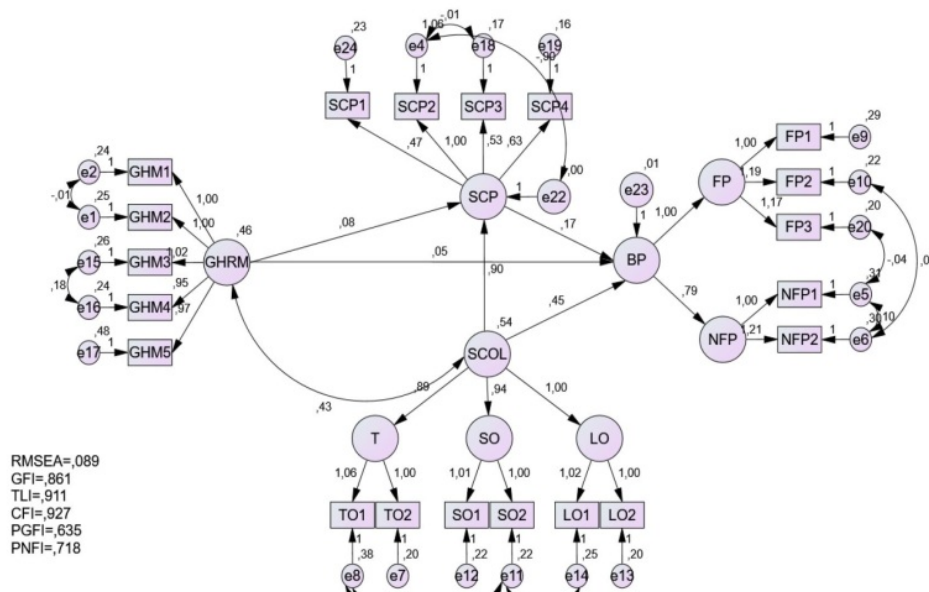 ,23
e24
1
1,06
-,01
e4
1
,17
e18
1
,16
e19
-,90
1
SCP1
SCP2
SCP3
SCP4
,47
1,00
,53
,63
SCP
1
,00
e22
,01
e23
1
,24
e2
1
GHM1
-,01
,25
e1
1
GHM2
,26
e15
1
GHM3
,18
,24
e16
1
GHM4
,48
e17
1
GHM5
1,00
1,00
1,02
,95
,97
,46
GHRM
,08
,05
,17
BP
,90
,45
,54
SCOL
,43
1,00
FP
,79
NFP
1,00
FP1
1
,29
e9
1,19
FP2
1
,22
e10
1,17
FP3
1
,20
e20
-,04
,0
1,00
NFP1
1
,31
e5
1,21
NFP2
1
,30
e6
,10
,89
,94
1,00
T
SO
LO
1,06
1,00
1,01
1,00
1,02
1,00
TO1
TO2
SO1
SO2
LO1
LO2
1
,38
1
,20
1
,22
1
,22
1
,25
1
,20
e8
e7
e12
e11
e14
e13
RMSEA=,089
GFI=,861
TLI=,911
CFI=,927
PGFI=,635
PNFI=,718